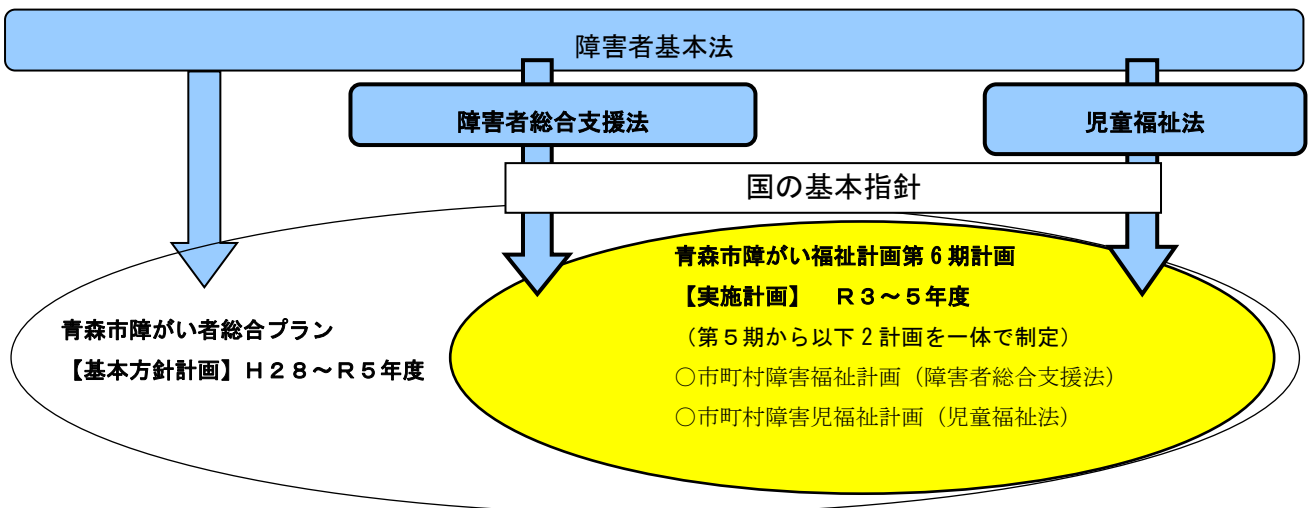 障害者基本法
障害者総合支援法
児童福祉法
国の基本指針
青森市障がい者総合プラン
【基本方針計画】H28~R5年度
青森市障がい福祉計画第6期計画
【実施計画】 R3~5年度
(第5期から以下2計画を一体で制定)
○市町村障害福祉計画(障害者総合支援法)
○市町村障害児福祉計画(児童福祉法)